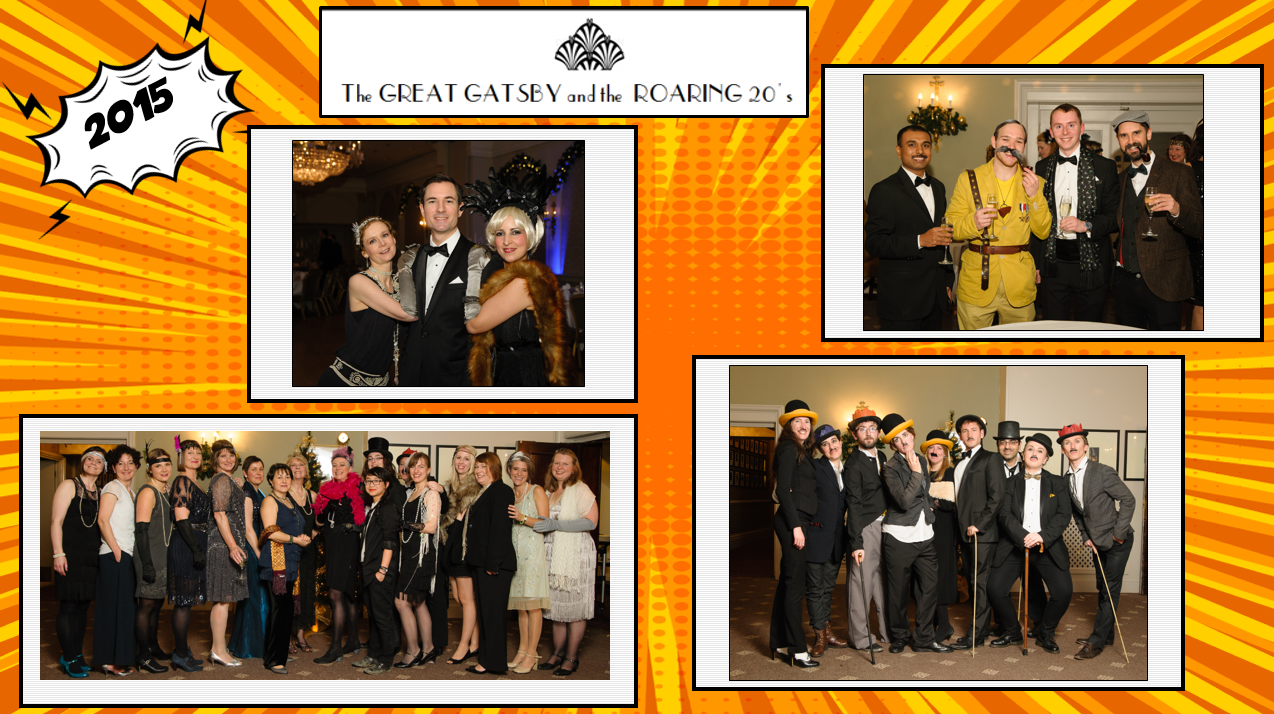 2015
The GREAT GATSBY and the ROARING 20's